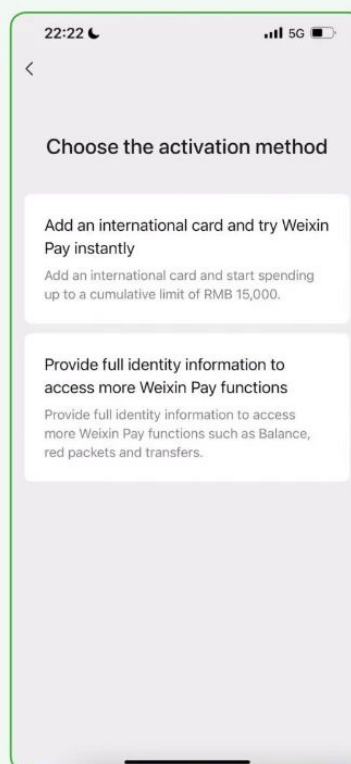 22:22
5G
Choose the activation method
Add an international card and try Weixin
Pay instantly
Add an international card and start spending
up to a cumulative limit of RMB 15,000.
Provide full identity information to
access more Weixin Pay functions
Provide full identity information to access
more Weixin Pay functions such as Balance,
red packets and transfers.